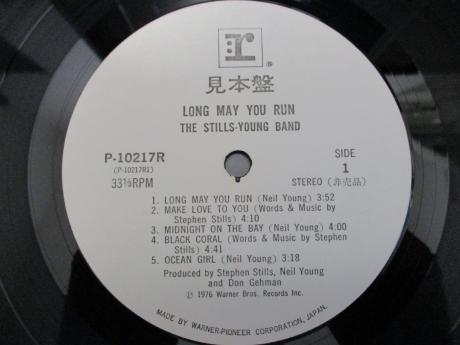 r
®
見本盤
LONG MAY YOU RUN
THE STILLS-YOUNG BAND
P-10217R
(P-10217R1)
33⅓RPM
SIDE
1
STEREO (非売品)
1. LONG MAY YOU RUN (Neil Young) 3:52
2. MAKE LOVE TO YOU (Words & Music by
Stephen Stills) 4:10
3. MIDNIGHT ON THE BAY (Neil Young) 4:00
4. BLACK CORAL (Words & Music by Stephen
Stills) 4:41
5. OCEAN GIRL (Neil Young) 3:18
Produced by Stephen Stills, Neil Young
and Don Gehman
℗ 1976 Warner Bros. Records Inc.
MADE BY WARNER-PIONEER CORPORATION, JAPAN.